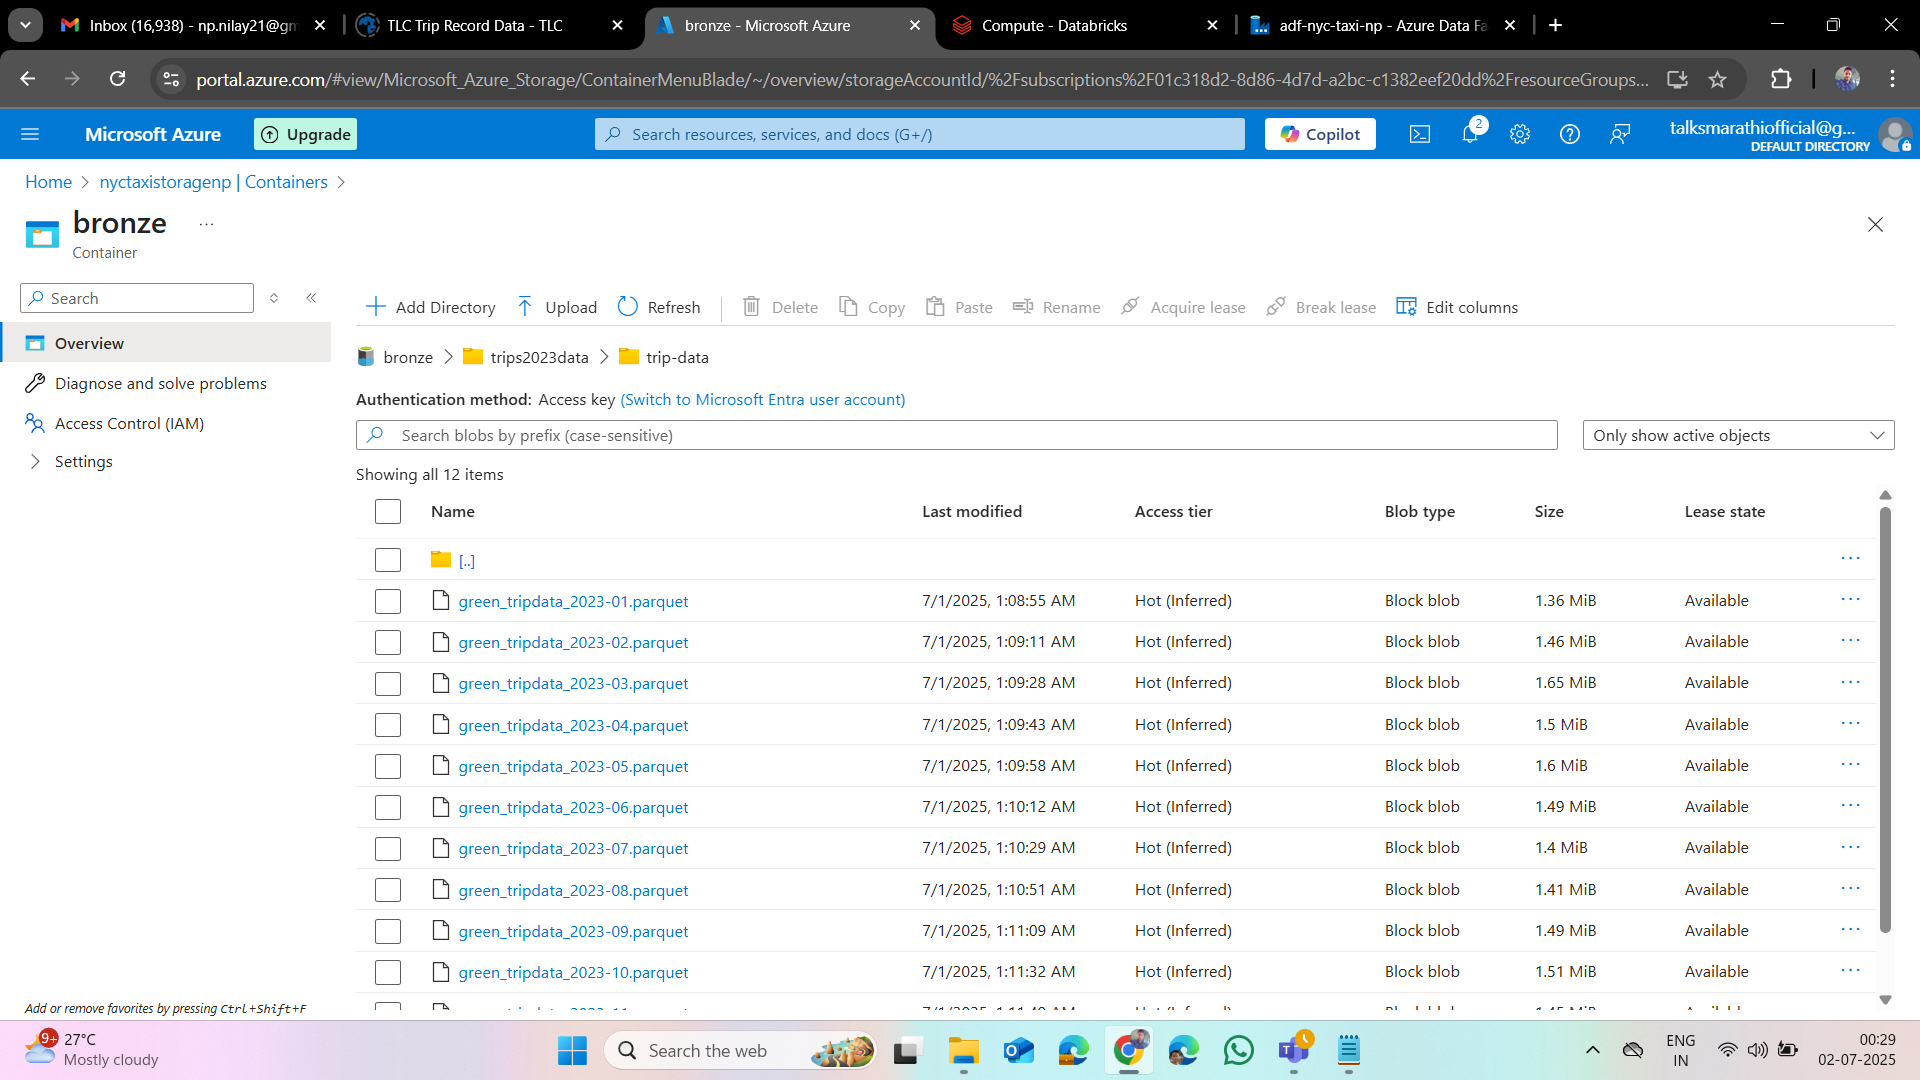 Inbox (16,938) - np.nilay21@gm
TLC Trip Record Data - TLC
bronze - Microsoft Azure
Compute - Databricks
adf-nyc-taxi-np - Azure Data Fa
portal.azure.com/#view/Microsoft_Azure_Storage/ContainerMenuBlade/~/overview/storageAccountId/%2Fsubscriptions%2F01c318d2-8d86-4d7d-a2bc-c1382eef20dd%2FresourceGroups...
Microsoft Azure
Upgrade
Search resources, services, and docs (G+/)
Copilot
2
talksmarathiofficial@g...
DEFAULT DIRECTORY
Home > nyctaxistoragenp | Containers >
bronze ...
Container
Search
Overview
Diagnose and solve problems
Access Control (IAM)
Settings
Add or remove favorites by pressing Ctrl+Shift+F
Add Directory Upload Refresh Delete Copy Paste Rename Acquire lease Break lease Edit columns
bronze > trips2023data > trip-data
Authentication method: Access key (Switch to Microsoft Entra user account)
Search blobs by prefix (case-sensitive)
Only show active objects
Showing all 12 items
Name Last modified Access tier Blob type Size Lease state
[..] ...
green_tripdata_2023-01.parquet 7/1/2025, 1:08:55 AM Hot (Inferred) Block blob 1.36 MiB Available ...
green_tripdata_2023-02.parquet 7/1/2025, 1:09:11 AM Hot (Inferred) Block blob 1.46 MiB Available ...
green_tripdata_2023-03.parquet 7/1/2025, 1:09:28 AM Hot (Inferred) Block blob 1.65 MiB Available ...
green_tripdata_2023-04.parquet 7/1/2025, 1:09:43 AM Hot (Inferred) Block blob 1.5 MiB Available ...
green_tripdata_2023-05.parquet 7/1/2025, 1:09:58 AM Hot (Inferred) Block blob 1.6 MiB Available ...
green_tripdata_2023-06.parquet 7/1/2025, 1:10:12 AM Hot (Inferred) Block blob 1.49 MiB Available ...
green_tripdata_2023-07.parquet 7/1/2025, 1:10:29 AM Hot (Inferred) Block blob 1.4 MiB Available ...
green_tripdata_2023-08.parquet 7/1/2025, 1:10:51 AM Hot (Inferred) Block blob 1.41 MiB Available ...
green_tripdata_2023-09.parquet 7/1/2025, 1:11:09 AM Hot (Inferred) Block blob 1.49 MiB Available ...
green_tripdata_2023-10.parquet 7/1/2025, 1:11:32 AM Hot (Inferred) Block blob 1.51 MiB Available ...
9+
27°C
Mostly cloudy
Search the web
ENG
IN
00:29
02-07-2025